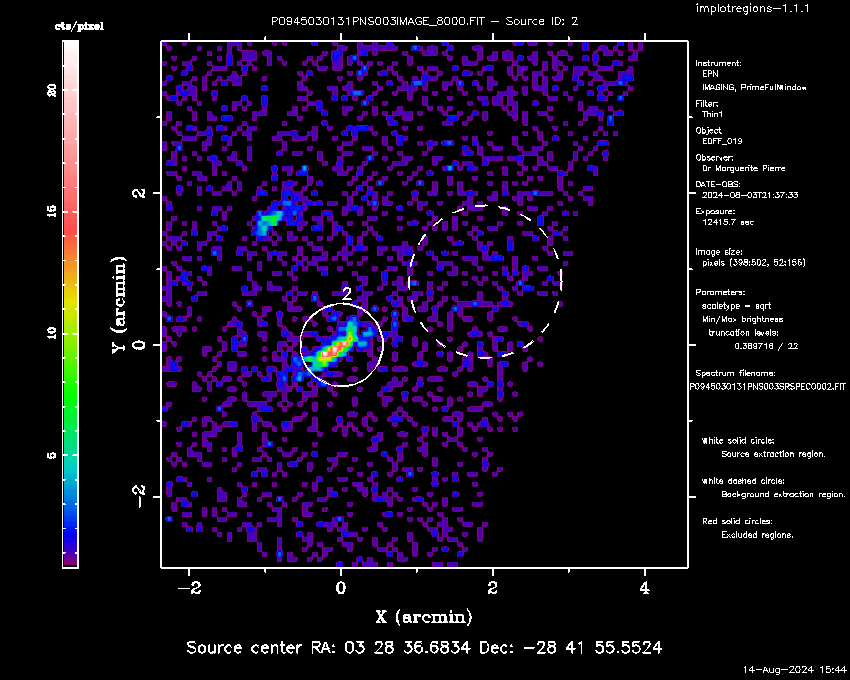 implotregions-1.1.1
P0945030131PNS003IMAGE_8000.FIT - Source ID: 2
cts/pixel
20
15
10
5
Y (arcmin)
2
0
-2
2
-2 0 2 4
X (arcmin)
Source center RA: 03 28 36.6834 Dec: -28 41 55.5524
Instrument:
EPN
IMAGING, PrimeFullWindow
Filter:
Thin1
Object
EDFF_019
Observer:
Dr Marguerite Pierre
DATE-OBS:
2024-08-03T21:37:33
Exposure:
12415.7 sec
Image size:
pixels (398:502, 52:156)
Parameters:
scaletype = sqrt
Min/Max brightness
truncation levels:
0.389716 / 22
Spectrum filename:
P0945030131PNS003SRSPEC0002.FIT
White solid circle:
Source extraction region.
White dashed circle:
Background extraction region.
Red solid circles:
Excluded regions.
14-Aug-2024 15:44